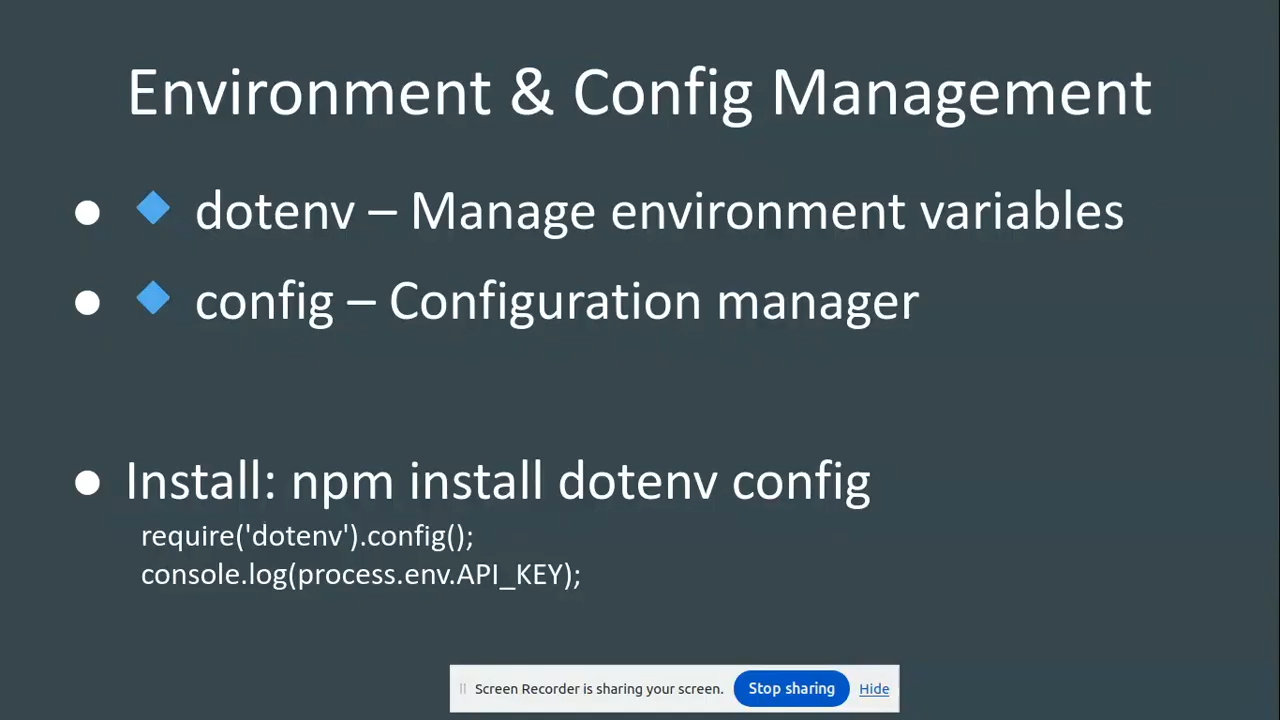 Environment & Config Management
● 🔷 dotenv – Manage environment variables
● 🔷 config – Configuration manager
● Install: npm install dotenv config
require('dotenv').config();
console.log(process.env.API_KEY);
Screen Recorder is sharing your screen. Stop sharing Hide